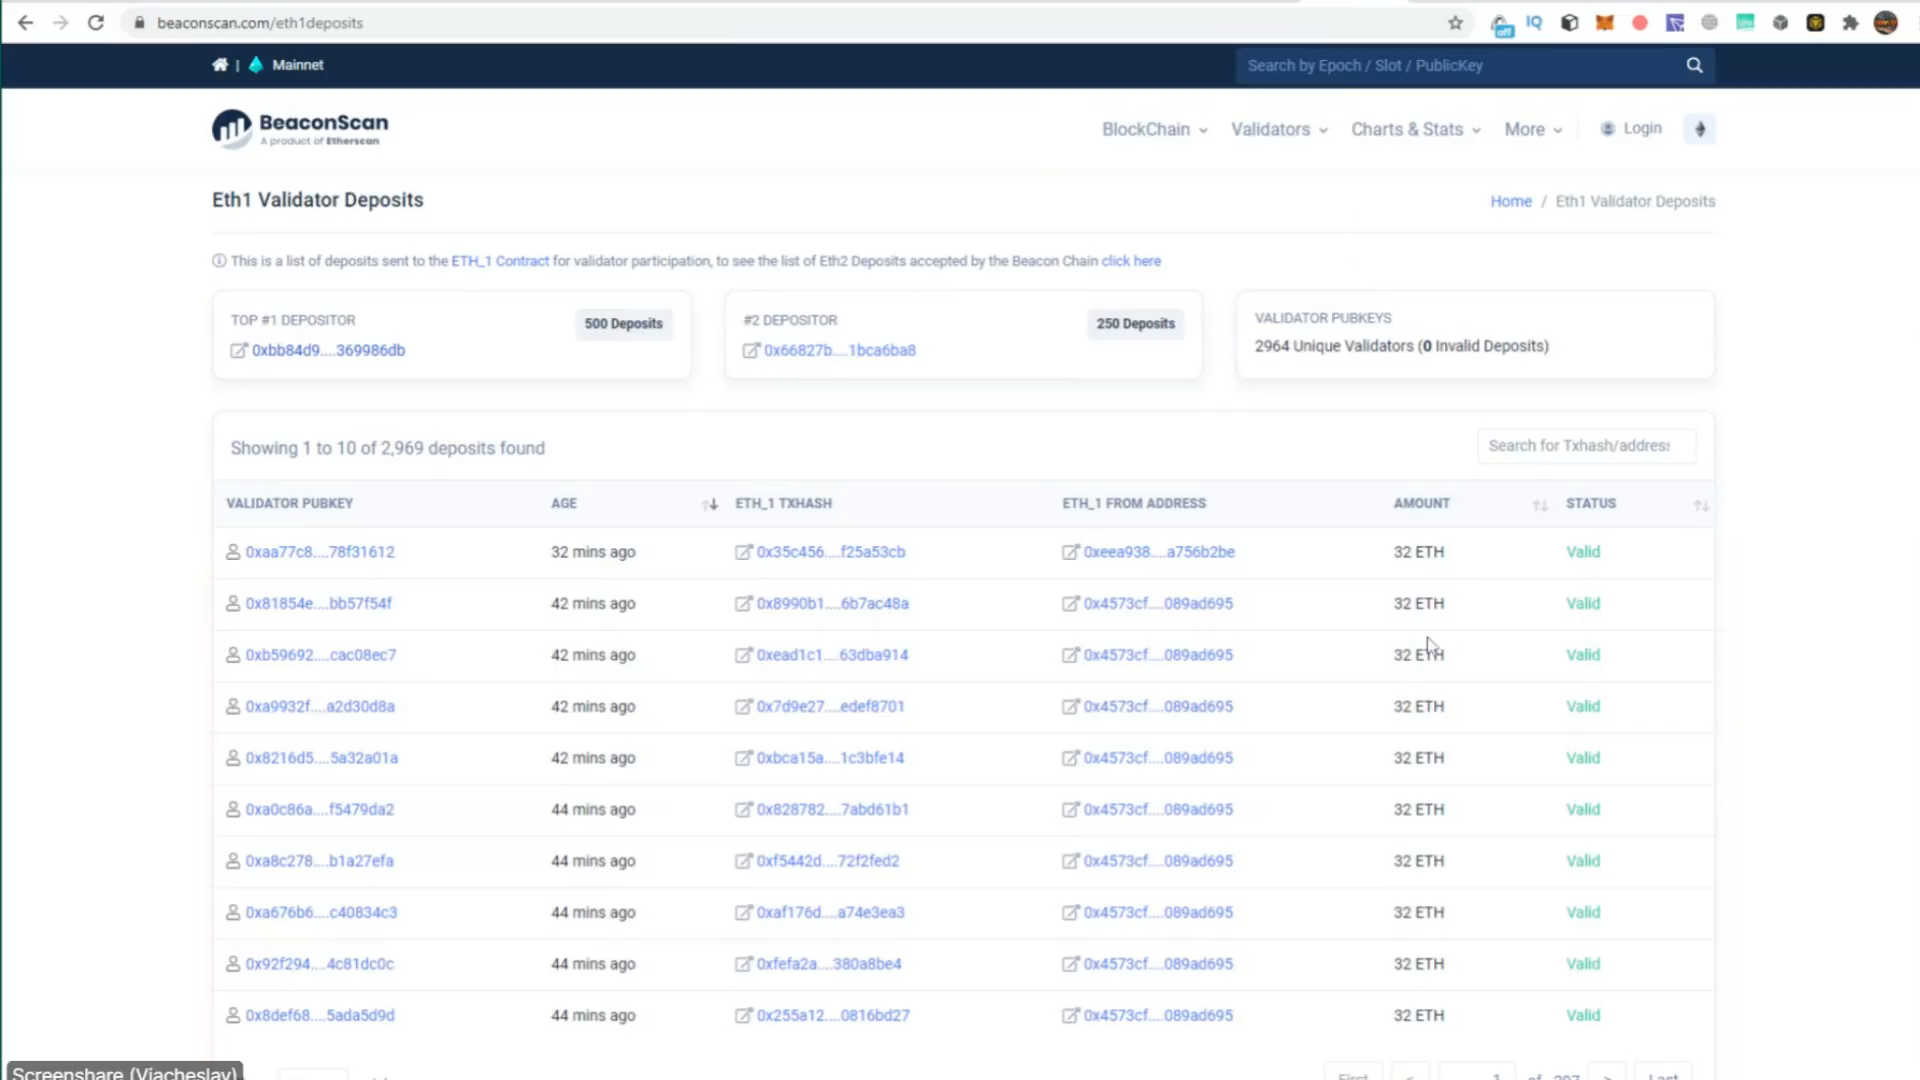 beaconscan.com/eth1deposits
off
IQ
| Mainnet
Search by Epoch / Slot / PublicKey
BeaconScan
A product of Etherscan
BlockChain
Validators
Charts & Stats
More
Login
Eth1 Validator Deposits
Home / Eth1 Validator Deposits
This is a list of deposits sent to the ETH_1 Contract for validator participation, to see the list of Eth2 Deposits accepted by the Beacon Chain click here
TOP #1 DEPOSITOR
500 Deposits
0xbb84d9....369986db
#2 DEPOSITOR
250 Deposits
0x66827b....1bca6ba8
VALIDATOR PUBKEYS
2964 Unique Validators (0 Invalid Deposits)
Showing 1 to 10 of 2,969 deposits found
Search for Txhash/address
VALIDATOR PUBKEY AGE ETH_1 TXHASH ETH_1 FROM ADDRESS AMOUNT STATUS
0xaa77c8....78f31612 32 mins ago 0x35c456....f25a53cb 0xeea938....a756b2be 32 ETH Valid
0x81854e....bb57f54f 42 mins ago 0x8990b1....6b7ac48a 0x4573cf....089ad695 32 ETH Valid
0xb59692....cac08ec7 42 mins ago 0xead1c1....63dba914 0x4573cf....089ad695 32 ETH Valid
0xa9932f....a2d30d8a 42 mins ago 0x7d9e27....edef8701 0x4573cf....089ad695 32 ETH Valid
0x8216d5....5a32a01a 42 mins ago 0xbca15a....1c3bfe14 0x4573cf....089ad695 32 ETH Valid
0xa0c86a....f5479da2 44 mins ago 0x828782....7abd61b1 0x4573cf....089ad695 32 ETH Valid
0xa8c278....b1a27efa 44 mins ago 0xf5442d....72f2fed2 0x4573cf....089ad695 32 ETH Valid
0xa676b6....c40834c3 44 mins ago 0xaf176d....a74e3ea3 0x4573cf....089ad695 32 ETH Valid
0x92f294....4c81dc0c 44 mins ago 0xfefa2a....380a8be4 0x4573cf....089ad695 32 ETH Valid
0x8def68....5ada5d9d 44 mins ago 0x255a12....0816bd27 0x4573cf....089ad695 32 ETH Valid
Screenshare (Viacheslav)
First < 1 of 297 > Last